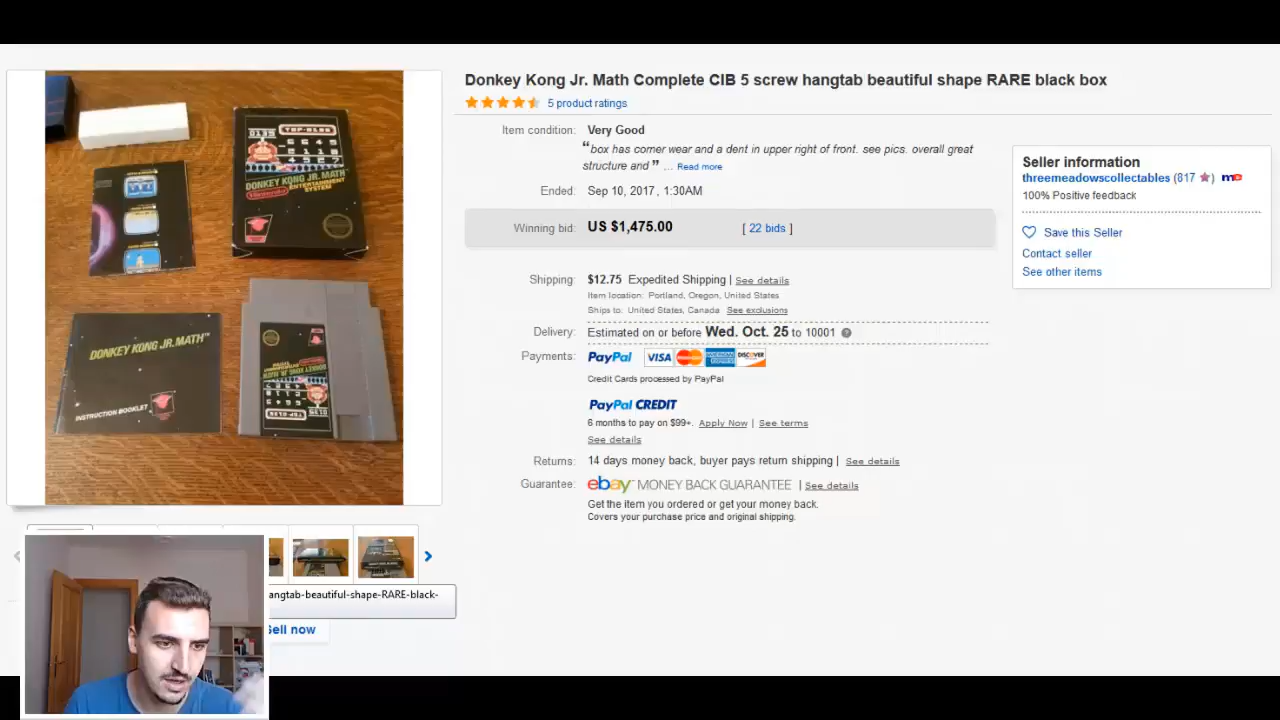 Donkey Kong Jr. Math Complete CIB 5 screw hangtab beautiful shape RARE black box
5 product ratings
Item condition: Very Good
“box has corner wear and a dent in upper right of front. see pics. overall great
structure and ” ... Read more
Ended: Sep 10, 2017 , 1:30AM
Winning bid: US $1,475.00 [ 22 bids ]
Shipping: $12.75 Expedited Shipping | See details
Item location: Portland, Oregon, United States
Ships to: United States, Canada See exclusions
Delivery: Estimated on or before Wed. Oct. 25 to 10001
Payments: PayPal VISA MasterCard AMERICAN EXPRESS DISCOVER
Credit Cards processed by PayPal
PayPal CREDIT
6 months to pay on $99+. Apply Now | See terms
See details
Returns: 14 days money back, buyer pays return shipping | See details
Guarantee: ebay MONEY BACK GUARANTEE | See details
Get the item you ordered or get your money back.
Covers your purchase price and original shipping.
Seller information
threemeadowscollectables (817 ) me
100% Positive feedback
Save this Seller
Contact seller
See other items
DONKEY KONG JR. MATH™
Nintendo ENTERTAINMENT
SYSTEM
DONKEY KONG JR. MATH™
INSTRUCTION BOOKLET
angtab-beautiful-shape-RARE-black-
Sell now